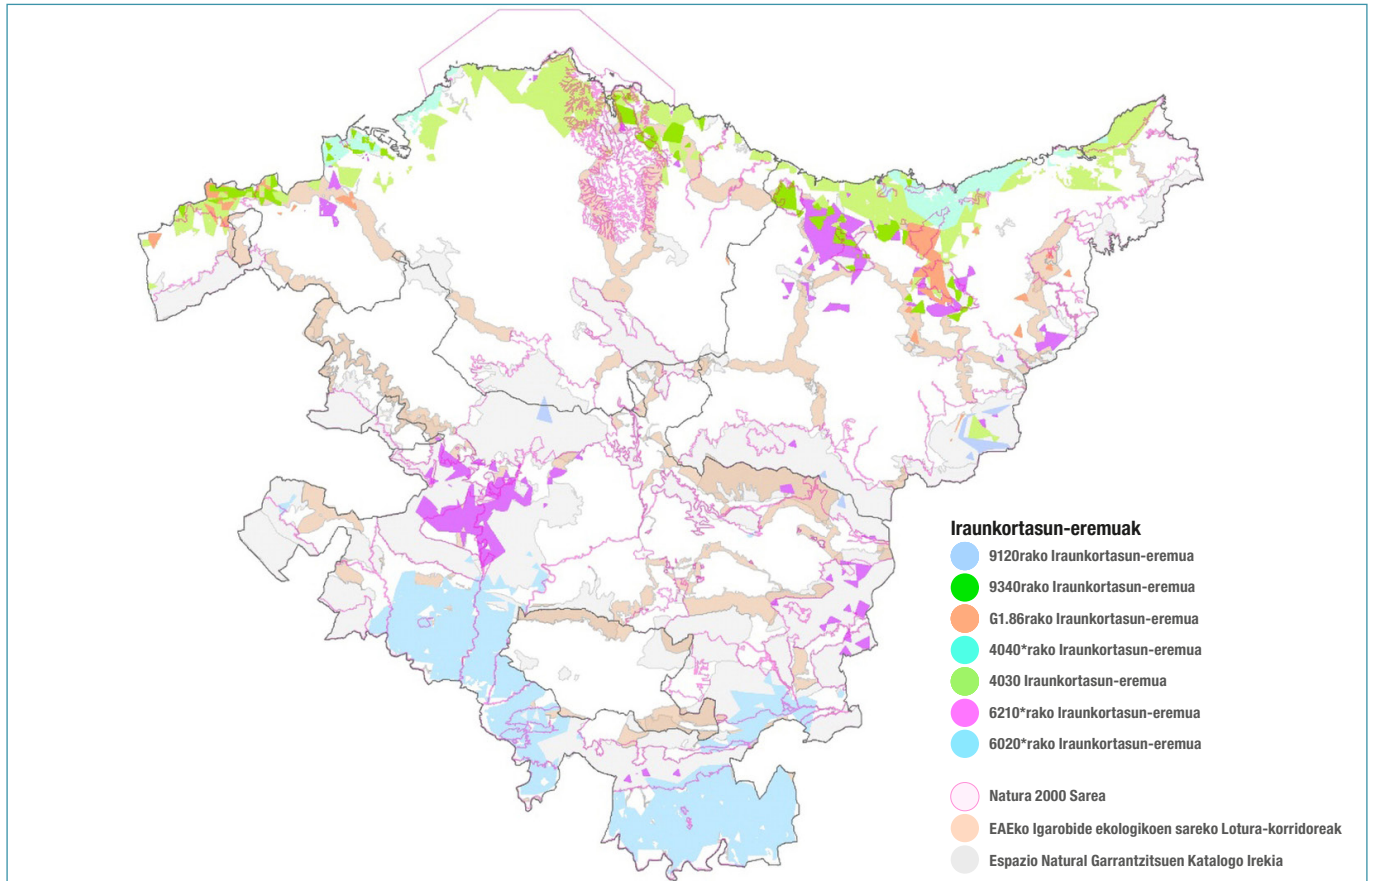 Iraunkortasun-eremuak
9120rako Iraunkortasun-eremua
9340rako Iraunkortasun-eremua
G1.86rako Iraunkortasun-eremua
4040*rako Iraunkortasun-eremua
4030 Iraunkortasun-eremua
6210*rako Iraunkortasun-eremua
6020*rako Iraunkortasun-eremua
Natura 2000 Sarea
EAEko Igarobide ekologikoen sareko Lotura-korridoreak
Espazio Natural Garrantzitsuen Katalogo Irekia